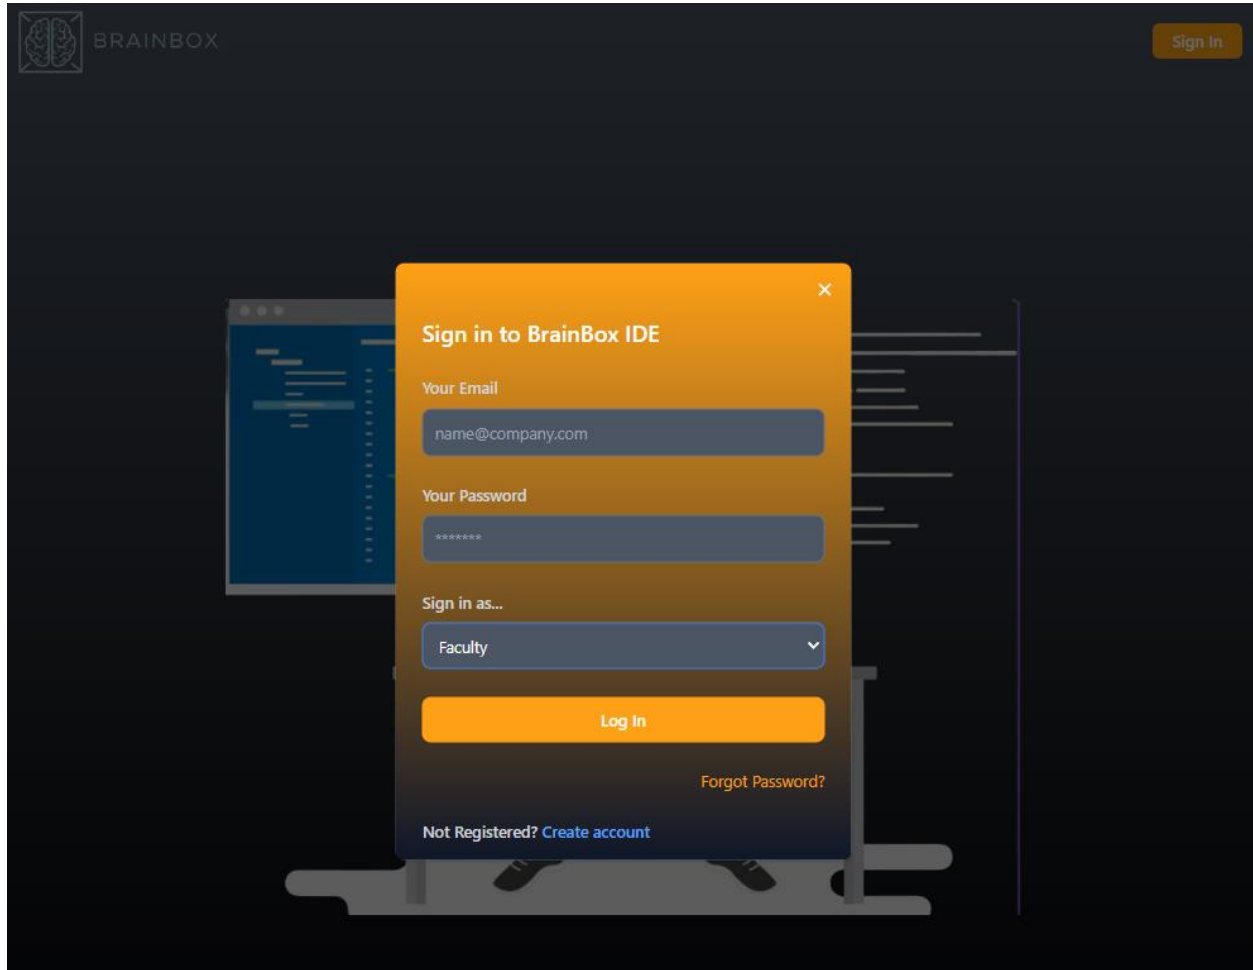 BRAINBOX
Sign In
Sign in to BrainBox IDE
Your Email
name@company.com
Your Password
*******
Sign in as...
Faculty
Log In
Forgot Password?
Not Registered? Create account